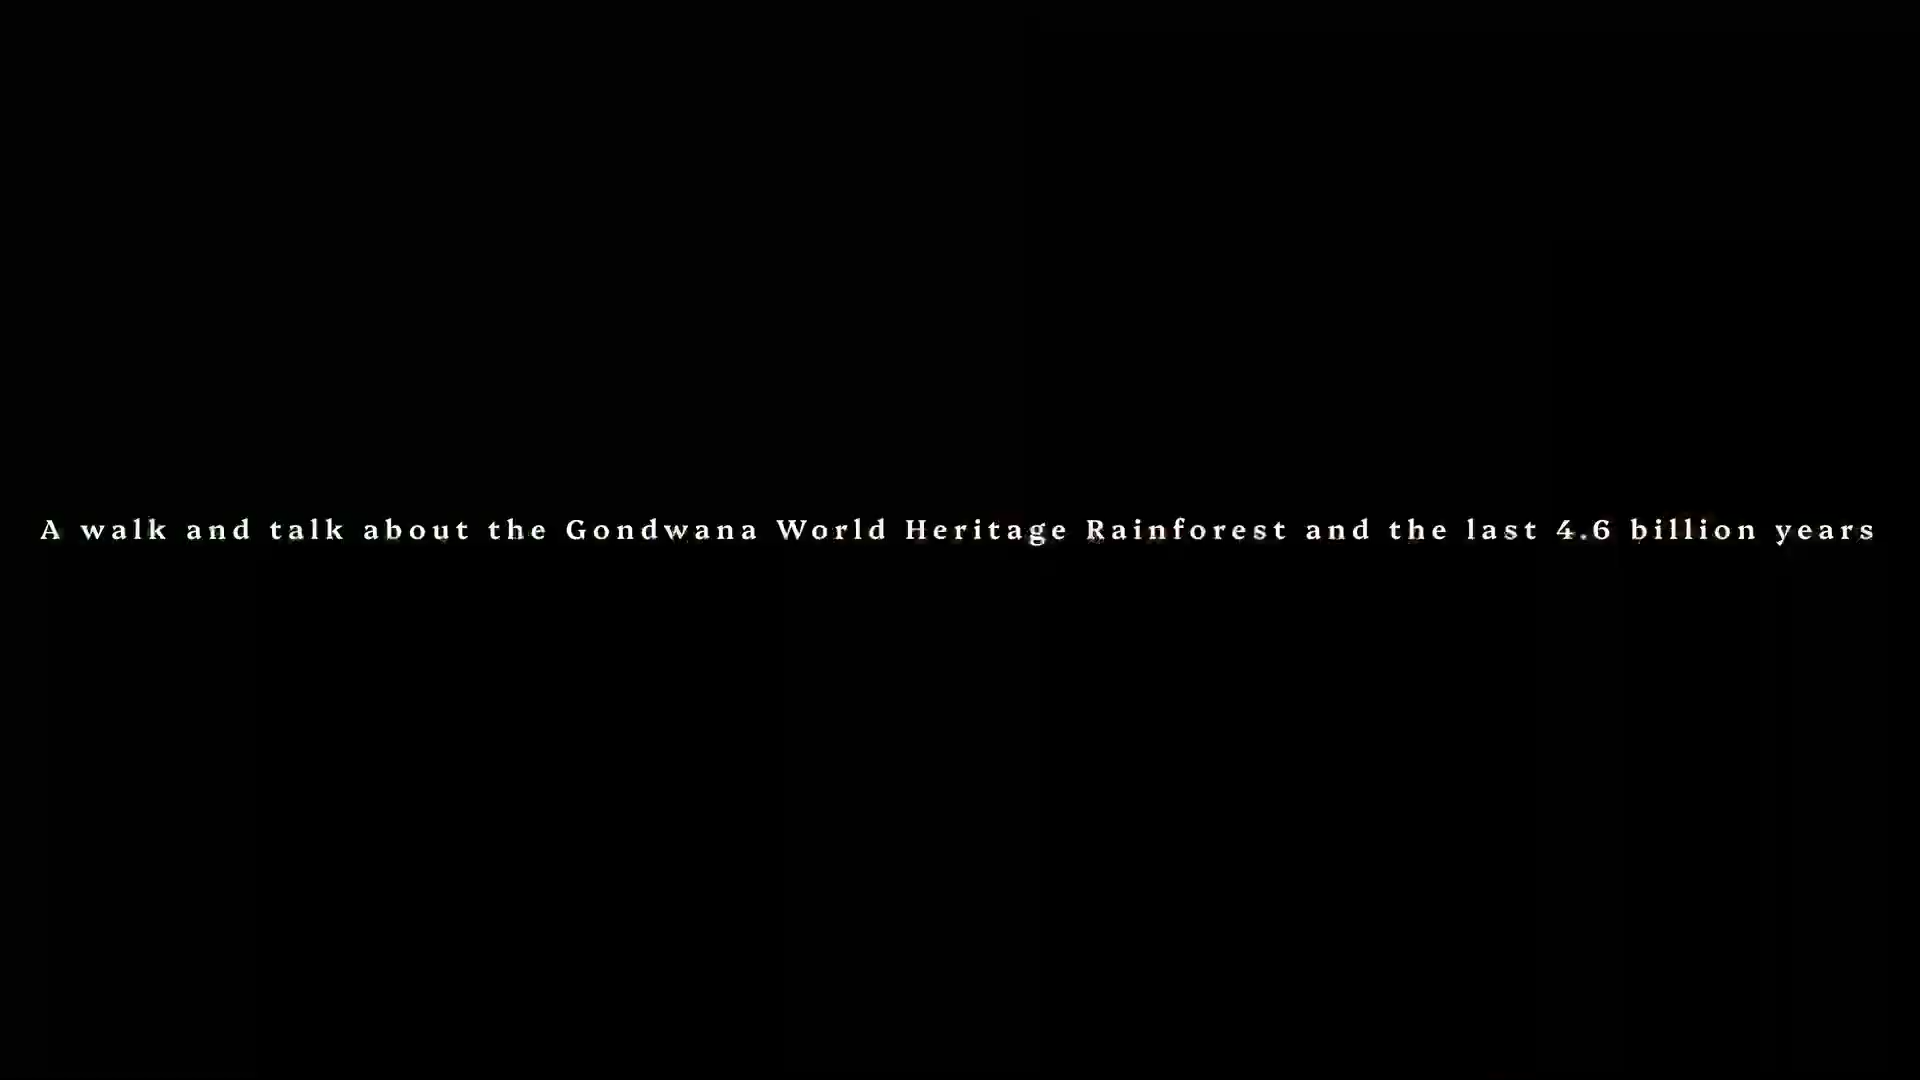 A walk and talk about the Gondwana World Heritage Rainforest and the last 4.6 billion years